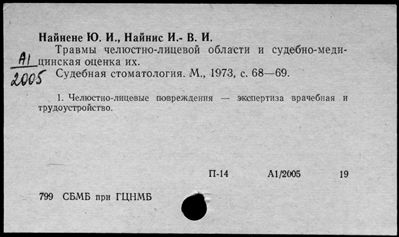 Найнене Ю. И., Найнис И.- В. И.
Травмы челюстно-лицевой области и судебно-меди-
A1 цинская оценка их.
2005 Судебная стоматология. М., 1973, с. 68—69.
1. Челюстно-лицевые повреждения — экспертиза врачебная и
трудоустройство.
П-14 А1/2005 19
799 СБМБ при ГЦНМБ